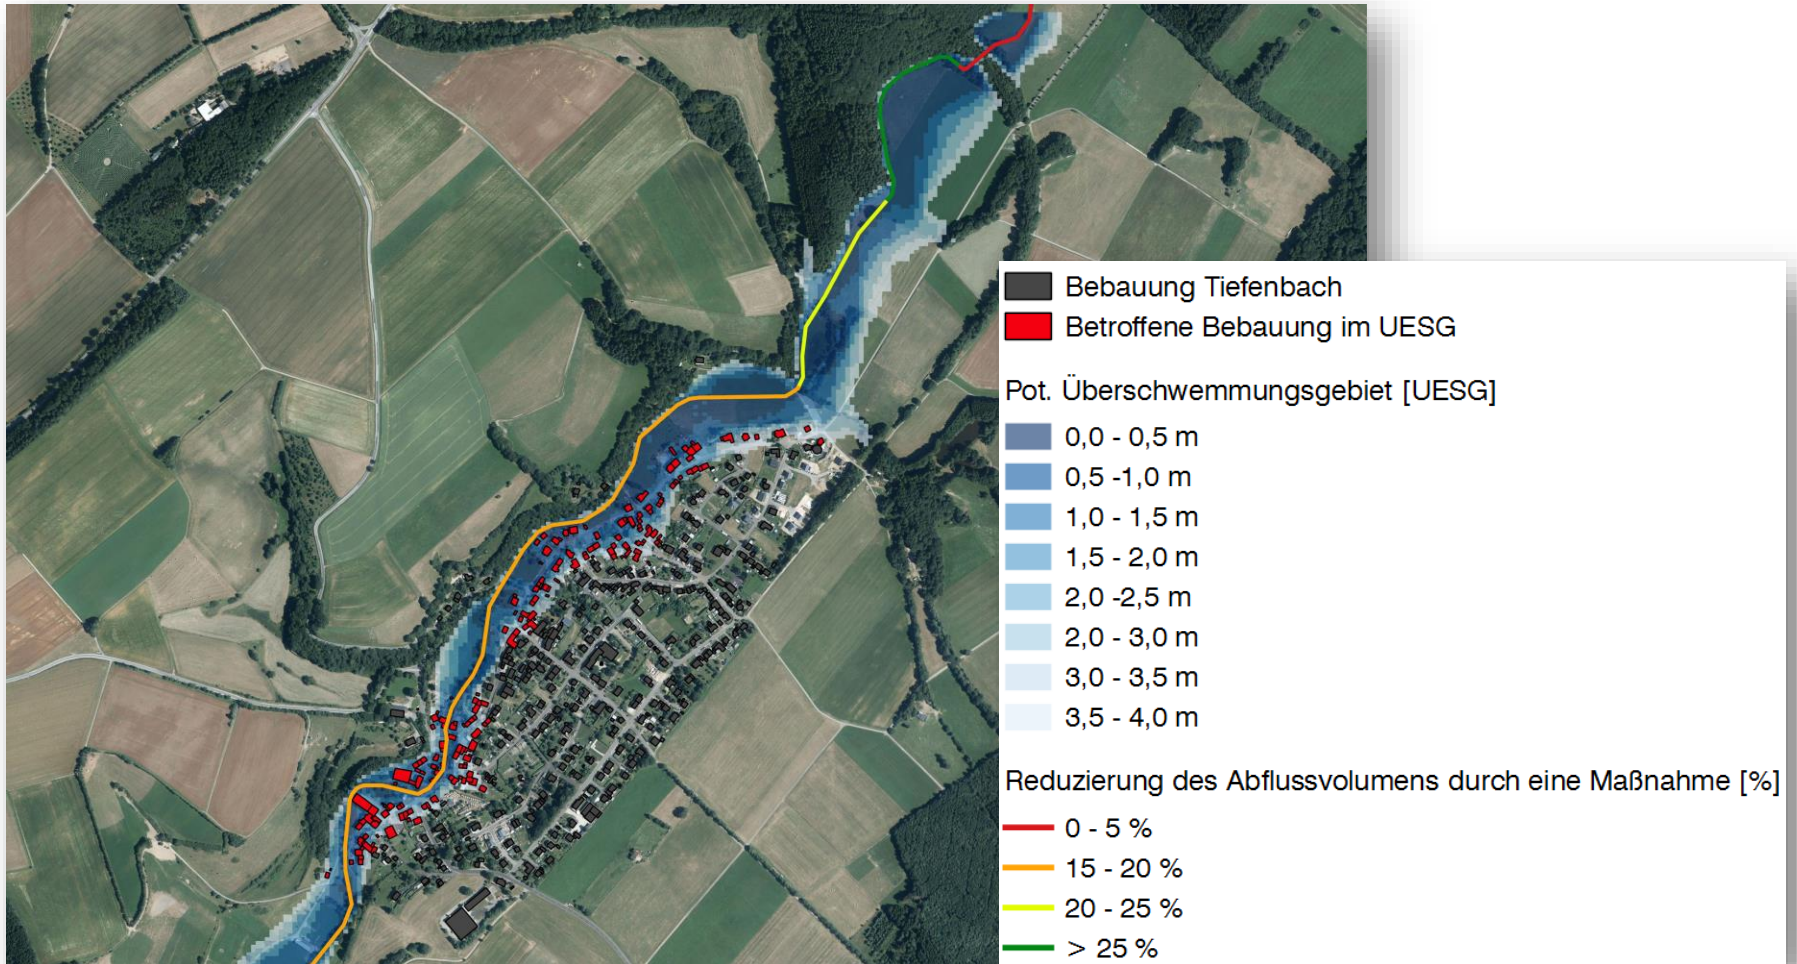 Bebauung Tiefenbach
Betroffene Bebauung im UESG
Pot. Überschwemmungsgebiet [UESG]
0,0 - 0,5 m
0,5 -1,0 m
1,0 - 1,5 m
1,5 - 2,0 m
2,0 -2,5 m
2,0 - 3,0 m
3,0 - 3,5 m
3,5 - 4,0 m
Reduzierung des Abflussvolumens durch eine Maßnahme [%]
0 - 5 %
15 - 20 %
20 - 25 %
> 25 %